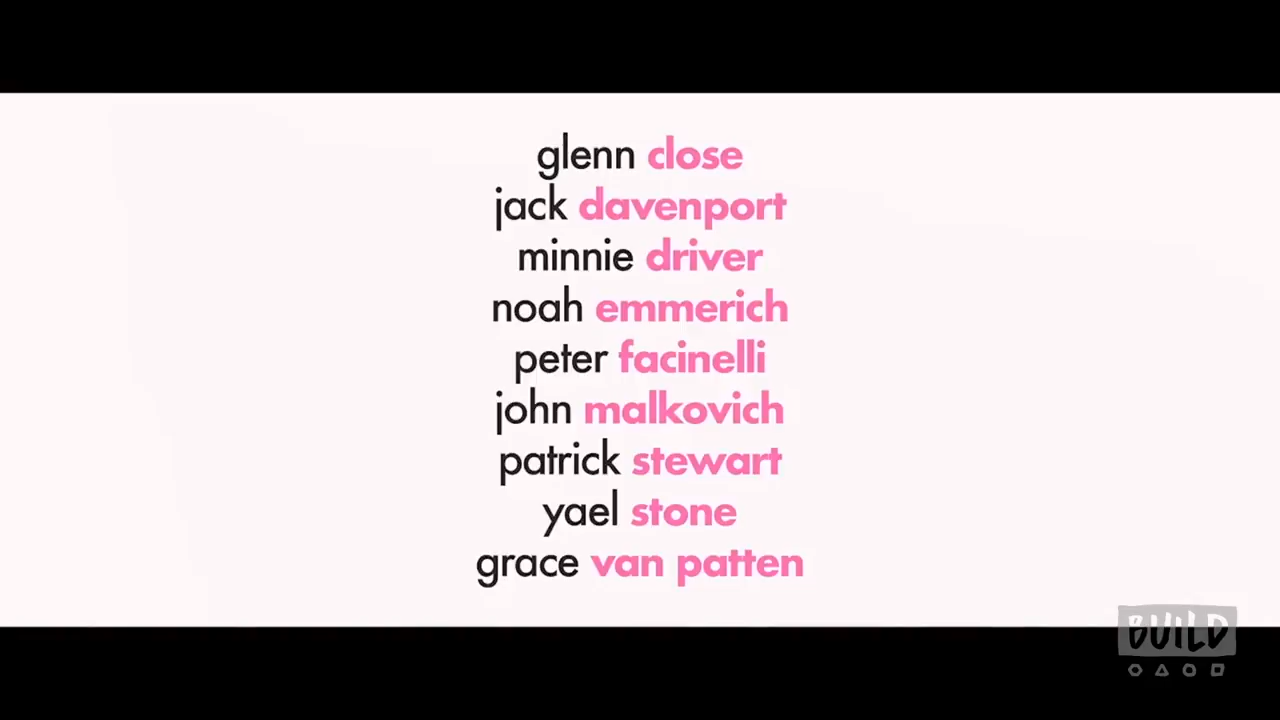 glenn close
jack davenport
minnie driver
noah emmerich
peter facinelli
john malkovich
patrick stewart
yael stone
grace van patten
BUILD